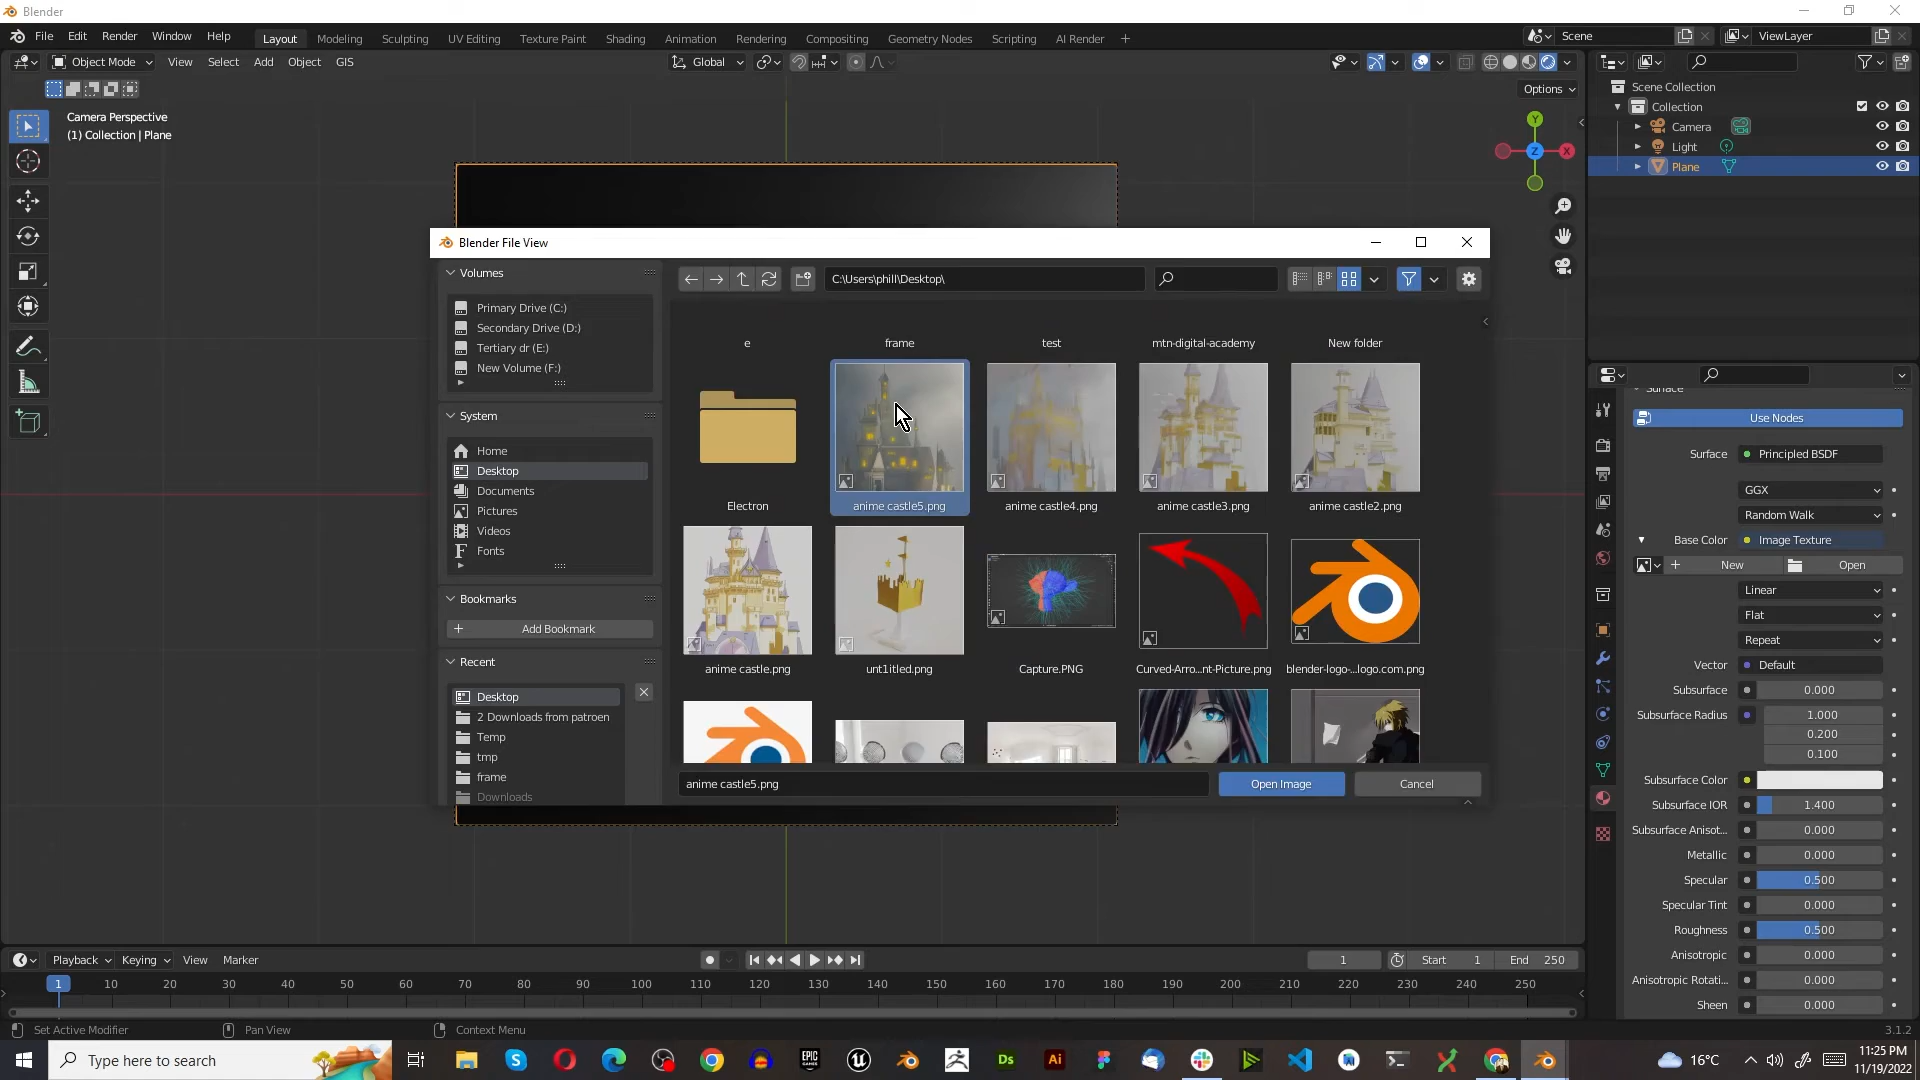 Blender
File Edit Render Window Help
Layout Modeling Sculpting UV Editing Texture Paint Shading Animation Rendering Compositing Geometry Nodes Scripting AI Render +
Scene
ViewLayer
Object Mode View Select Add Object GIS
Global
Options
Camera Perspective
(1) Collection | Plane
Y
X
Z
Scene Collection
Collection
Camera
Light
Plane
Blender File View
Volumes
Primary Drive (C:)
Secondary Drive (D:)
Tertiary dr (E:)
New Volume (F:)
System
Home
Desktop
Documents
Pictures
Videos
Fonts
Bookmarks
+ Add Bookmark
Recent
Desktop
2 Downloads from patroen
Temp
tmp
frame
Downloads
C:\Users\phill\Desktop\
e frame test mtn-digital-academy New folder
Electron anime castle5.png anime castle4.png anime castle3.png anime castle2.png
anime castle.png unt1itled.png Capture.PNG Curved-Arro...nt-Picture.png blender-logo-...logo.com.png
anime castle5.png Open Image Cancel
Surface
Use Nodes
Surface Principled BSDF
GGX
Random Walk
Base Color Image Texture
+ New Open
Linear
Flat
Repeat
Vector Default
Subsurface 0.000
Subsurface Radius 1.000
0.200
0.100
Subsurface Color
Subsurface IOR 1.400
Subsurface Anisot... 0.000
Metallic 0.000
Specular 0.500
Specular Tint 0.000
Roughness 0.500
Anisotropic 0.000
Anisotropic Rotati... 0.000
Sheen 0.000
Playback Keying View Marker
1 Start 1 End 250
1 10 20 30 40 50 60 70 80 90 100 110 120 130 140 150 160 170 180 190 200 210 220 230 240 250
Set Active Modifier Pan View Context Menu
3.1.2
Type here to search
EPIC GAMES
Ds
Ai
16°C
11:25 PM
11/19/2022